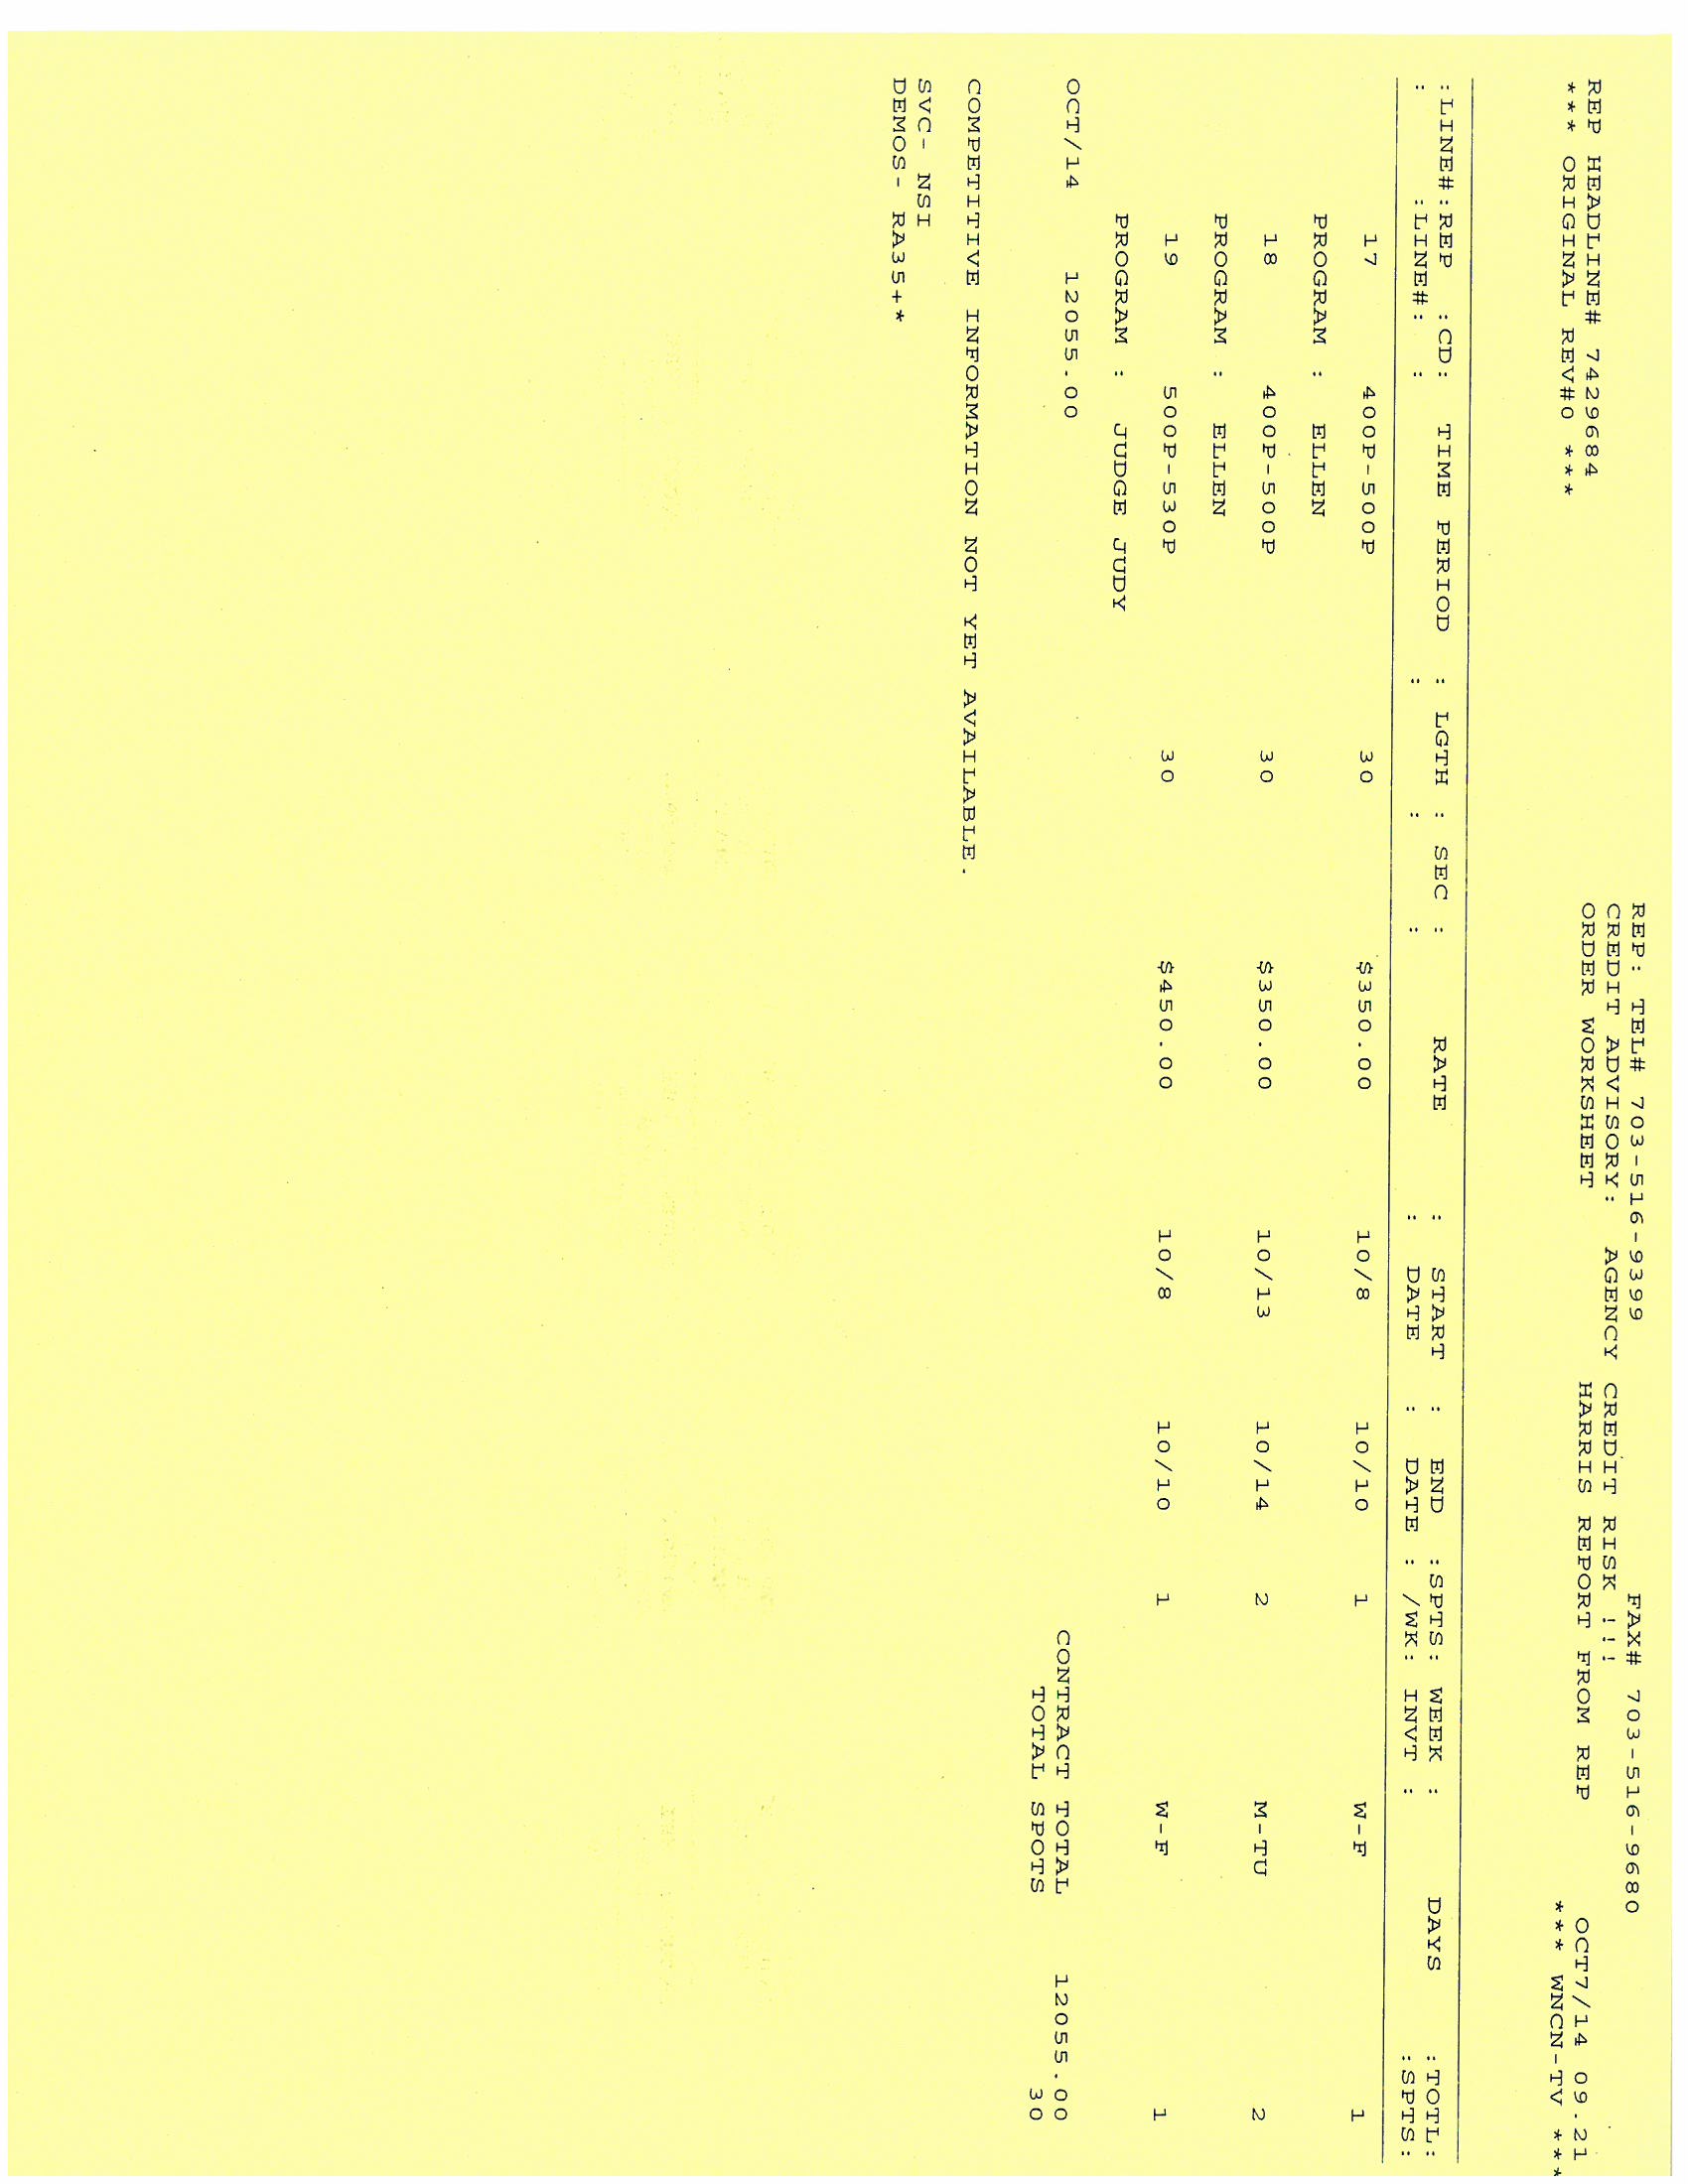 REP: TEL# 703-516-9399 FAX# 703-516-9680
CREDIT ADVISORY: AGENCY CREDIT RISK !!!
REP HEADLINE# 7429684 ORDER WORKSHEET HARRIS REPORT FROM REP OCT7/14 09.21
*** ORIGINAL REV#0 *** *** WNCN-TV ***
:LINE#:REP :CD: TIME PERIOD : LGTH : SEC : RATE : START : END :SPTS: WEEK : DAYS :TOTL:
: :LINE#: : : : : : DATE : DATE : /WK: INVT : :SPTS:
17 400P-500P 30 $350.00 10/8 10/10 1 W-F 1
PROGRAM : ELLEN
18 400P-500P 30 $350.00 10/13 10/14 2 M-TU 2
PROGRAM : ELLEN
19 500P-530P 30 $450.00 10/8 10/10 1 W-F 1
PROGRAM : JUDGE JUDY
OCT/14 12055.00 CONTRACT TOTAL 12055.00
TOTAL SPOTS 30
COMPETITIVE INFORMATION NOT YET AVAILABLE.
SVC- NSI
DEMOS- RA35+*